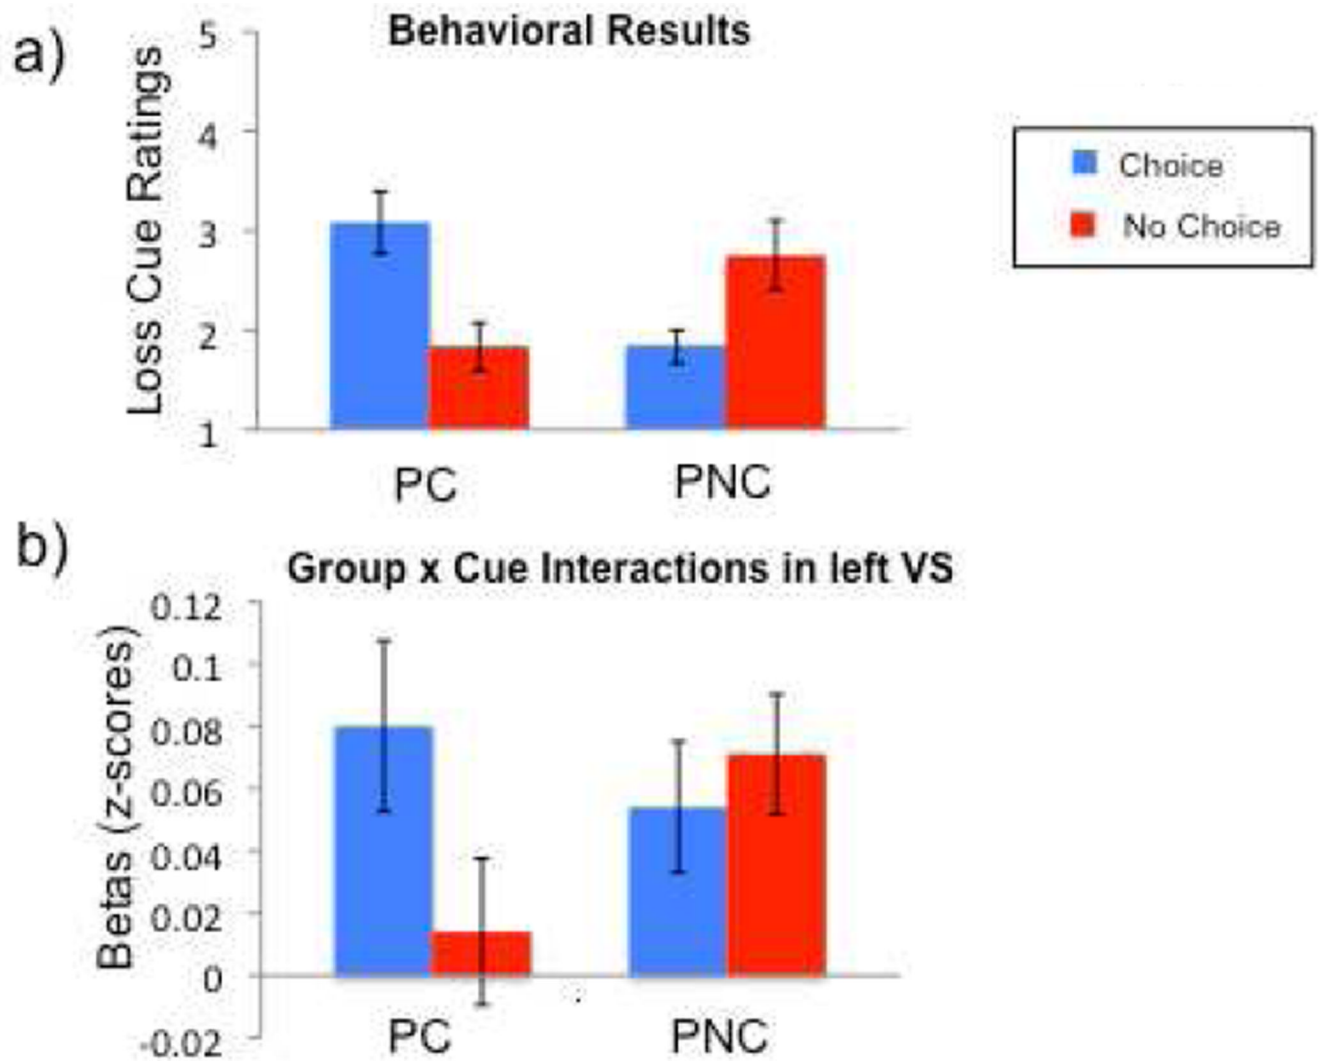 a)
Behavioral Results
Loss Cue Ratings
5
4
3
2
1
PC
PNC
Choice
No Choice
b)
Group x Cue Interactions in left VS
Betas (z-scores)
0.12
0.1
0.08
0.06
0.04
0.02
0
-0.02
PC
PNC